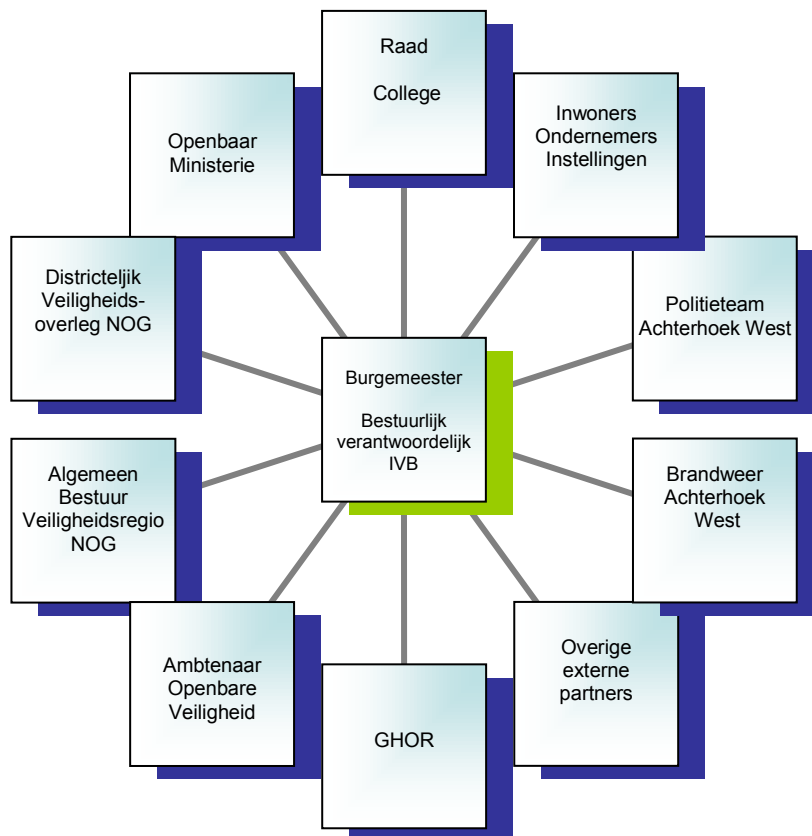 Raad
College
Openbaar
Ministerie
Inwoners
Ondernemers
Instellingen
Districteljik
Veiligheids-
overleg NOG
Politieteam
Achterhoek West
Burgemeester
Bestuurlijk
verantwoordelijk
IVB
Algemeen
Bestuur
Veiligheidsregio
NOG
Brandweer
Achterhoek
West
Ambtenaar
Openbare
Veiligheid
Overige
externe
partners
GHOR